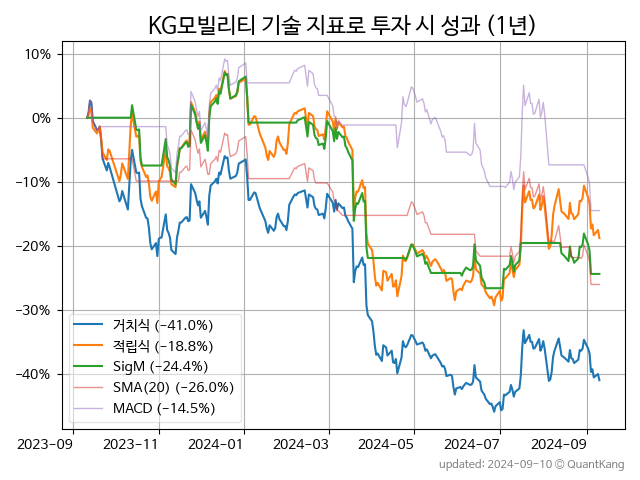 KG모빌리티 기술 지표로 투자 시 성과 (1년)
10%
0%
−10%
−20%
−30%
−40%
거치식 (−41.0%)
적립식 (−18.8%)
SigM (−24.4%)
SMA(20) (−26.0%)
MACD (−14.5%)
2023-09 2023-11 2024-01 2024-03 2024-05 2024-07 2024-09
updated: 2024-09-10 © QuantKang